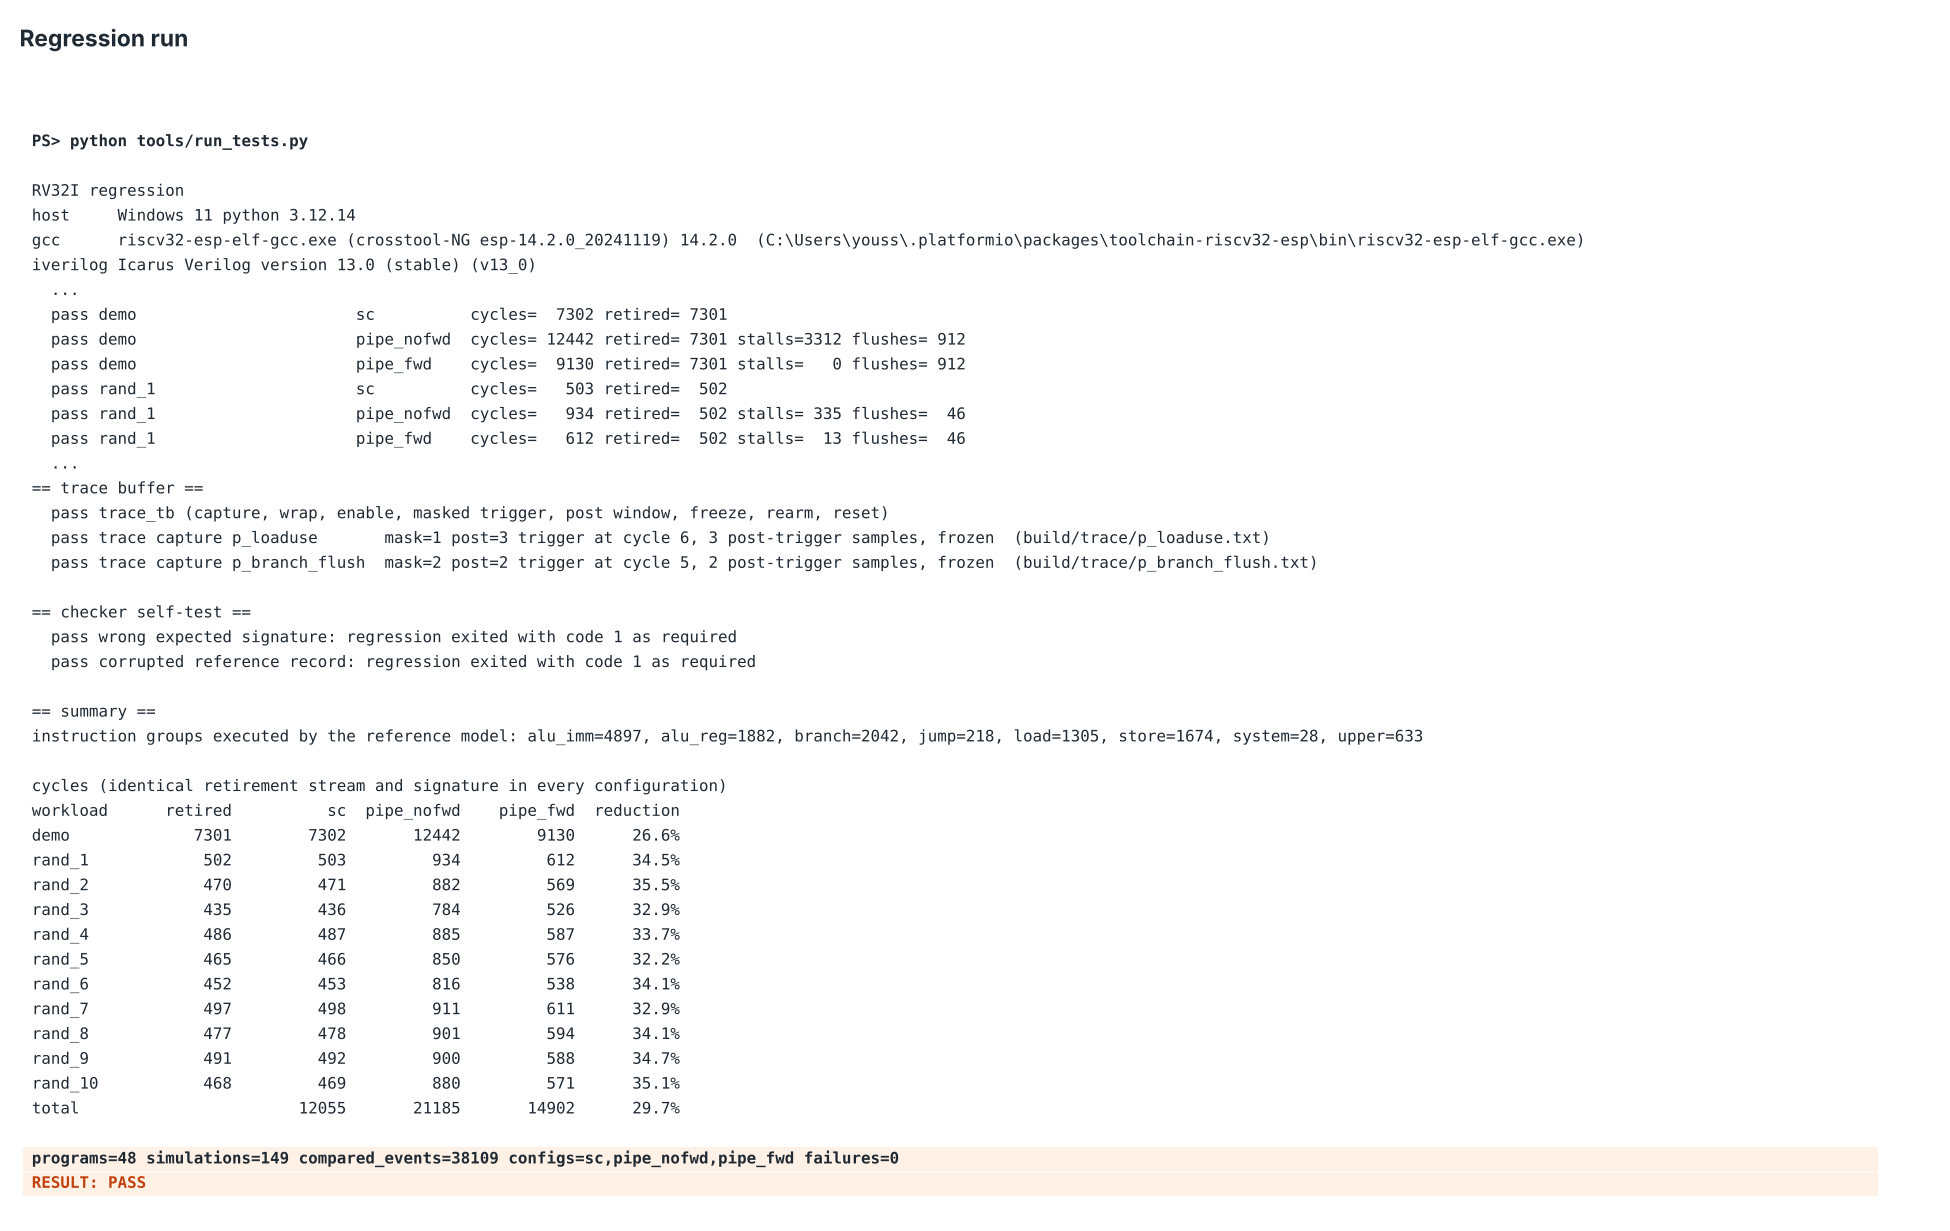 Regression run
PS> python tools/run_tests.py
RV32I regression
host     Windows 11 python 3.12.14
gcc      riscv32-esp-elf-gcc.exe (crosstool-NG esp-14.2.0_20241119) 14.2.0  (C:\Users\youss\.platformio\packages\toolchain-riscv32-esp\bin\riscv32-esp-elf-gcc.exe)
iverilog Icarus Verilog version 13.0 (stable) (v13_0)
  ...
  pass demo                       sc          cycles=  7302 retired= 7301
  pass demo                       pipe_nofwd  cycles= 12442 retired= 7301 stalls=3312 flushes= 912
  pass demo                       pipe_fwd    cycles=  9130 retired= 7301 stalls=   0 flushes= 912
  pass rand_1                     sc          cycles=   503 retired=  502
  pass rand_1                     pipe_nofwd  cycles=   934 retired=  502 stalls= 335 flushes=  46
  pass rand_1                     pipe_fwd    cycles=   612 retired=  502 stalls=  13 flushes=  46
  ...
== trace buffer ==
  pass trace_tb (capture, wrap, enable, masked trigger, post window, freeze, rearm, reset)
  pass trace capture p_loaduse       mask=1 post=3 trigger at cycle 6, 3 post-trigger samples, frozen  (build/trace/p_loaduse.txt)
  pass trace capture p_branch_flush  mask=2 post=2 trigger at cycle 5, 2 post-trigger samples, frozen  (build/trace/p_branch_flush.txt)
== checker self-test ==
  pass wrong expected signature: regression exited with code 1 as required
  pass corrupted reference record: regression exited with code 1 as required
== summary ==
instruction groups executed by the reference model: alu_imm=4897, alu_reg=1882, branch=2042, jump=218, load=1305, store=1674, system=28, upper=633
cycles (identical retirement stream and signature in every configuration)
workload      retired          sc  pipe_nofwd    pipe_fwd  reduction
demo             7301        7302       12442        9130      26.6%
rand_1            502         503         934         612      34.5%
rand_2            470         471         882         569      35.5%
rand_3            435         436         784         526      32.9%
rand_4            486         487         885         587      33.7%
rand_5            465         466         850         576      32.2%
rand_6            452         453         816         538      34.1%
rand_7            497         498         911         611      32.9%
rand_8            477         478         901         594      34.1%
rand_9            491         492         900         588      34.7%
rand_10           468         469         880         571      35.1%
total                       12055       21185       14902      29.7%
programs=48 simulations=149 compared_events=38109 configs=sc,pipe_nofwd,pipe_fwd failures=0
RESULT: PASS